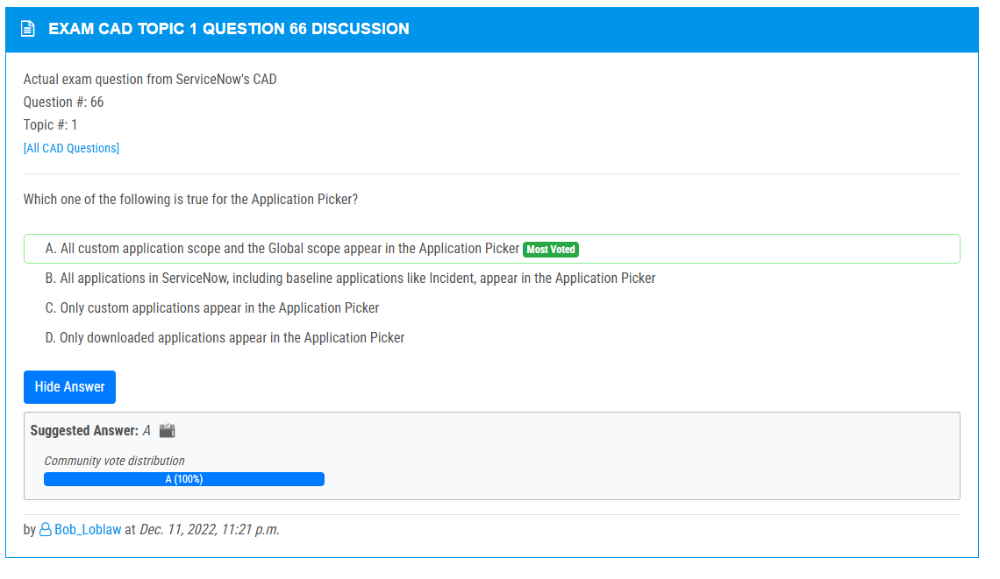 EXAM CAD TOPIC 1 QUESTION 66 DISCUSSION
Actual exam question from ServiceNow's CAD
Question #: 66
Topic #: 1
[All CAD Questions]
Which one of the following is true for the Application Picker?
A. All custom application scope and the Global scope appear in the Application Picker Most Voted
B. All applications in ServiceNow, including baseline applications like Incident, appear in the Application Picker
C. Only custom applications appear in the Application Picker
D. Only downloaded applications appear in the Application Picker
Hide Answer
Suggested Answer: A
Community vote distribution
A (100%)
by Bob_Loblaw at Dec. 11, 2022, 11:21 p.m.